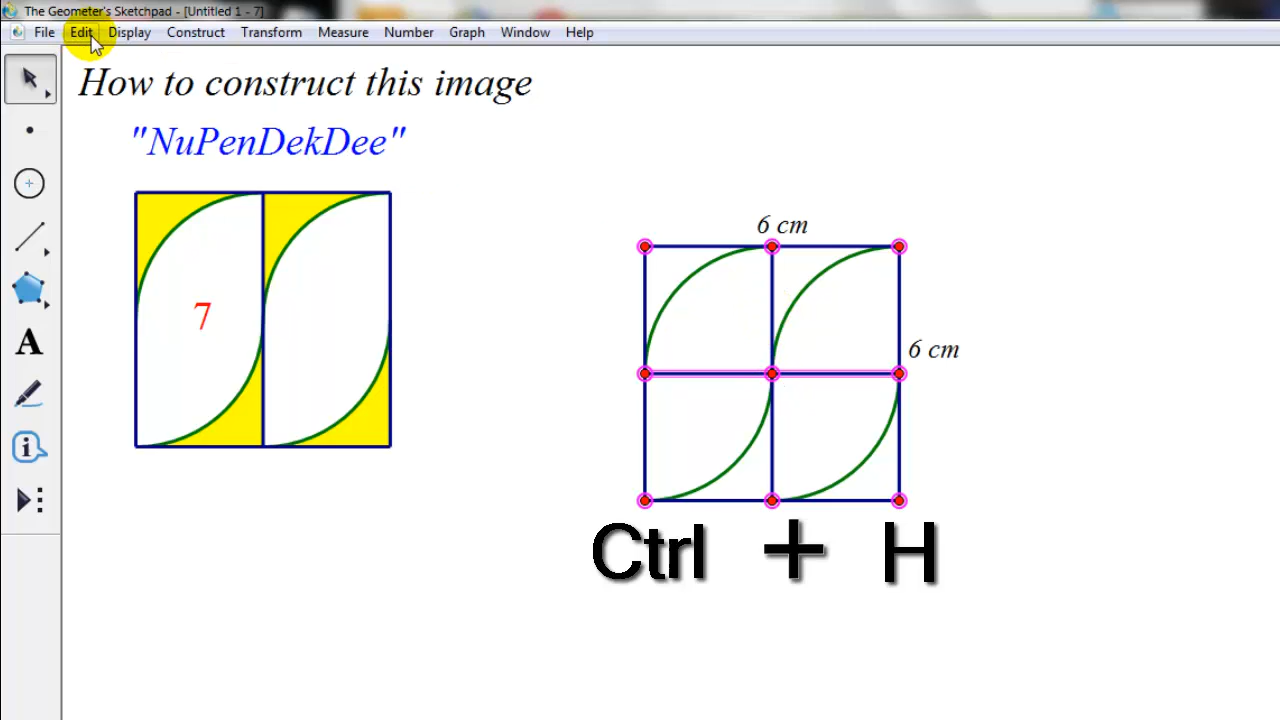 The Geometer's Sketchpad - [Untitled 1 - 7]
File Edit Display Construct Transform Measure Number Graph Window Help
How to construct this image
"NuPenDekDee"
6 cm
7
6 cm
A
i
Ctrl + H